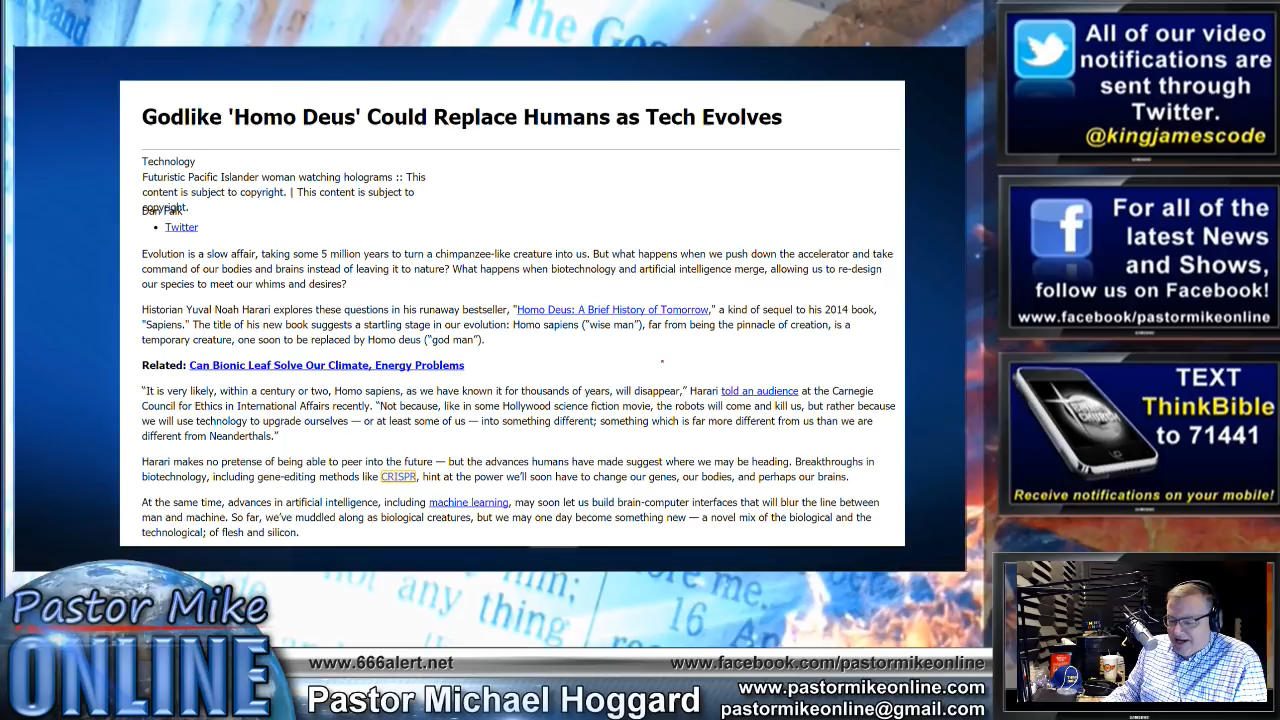 Godlike 'Homo Deus' Could Replace Humans as Tech Evolves
Technology
Futuristic Pacific Islander woman watching holograms :: This
content is subject to copyright. | This content is subject to
copyright.
Dan Falk
• Twitter
Evolution is a slow affair, taking some 5 million years to turn a chimpanzee-like creature into us. But what happens when we push down the accelerator and take
command of our bodies and brains instead of leaving it to nature? What happens when biotechnology and artificial intelligence merge, allowing us to re-design
our species to meet our whims and desires?
Historian Yuval Noah Harari explores these questions in his runaway bestseller, "Homo Deus: A Brief History of Tomorrow," a kind of sequel to his 2014 book,
"Sapiens." The title of his new book suggests a startling stage in our evolution: Homo sapiens ("wise man"), far from being the pinnacle of creation, is a
temporary creature, one soon to be replaced by Homo deus ("god man").
Related: Can Bionic Leaf Solve Our Climate, Energy Problems
"It is very likely, within a century or two, Homo sapiens, as we have known it for thousands of years, will disappear," Harari told an audience at the Carnegie
Council for Ethics in International Affairs recently. "Not because, like in some Hollywood science fiction movie, the robots will come and kill us, but rather because
we will use technology to upgrade ourselves — or at least some of us — into something different; something which is far more different from us than we are
different from Neanderthals."
Harari makes no pretense of being able to peer into the future — but the advances humans have made suggest where we may be heading. Breakthroughs in
biotechnology, including gene-editing methods like CRISPR, hint at the power we'll soon have to change our genes, our bodies, and perhaps our brains.
At the same time, advances in artificial intelligence, including machine learning, may soon let us build brain-computer interfaces that will blur the line between
man and machine. So far, we've muddled along as biological creatures, but we may one day become something new — a novel mix of the biological and the
technological; of flesh and silicon.
All of our video
notifications are
sent through
Twitter.
@kingjamescode
For all of the
latest News
and Shows,
follow us on Facebook!
www.facebook/pastormikeonline
TEXT
ThinkBible
to 71441
Receive notifications on your mobile!
Pastor Mike
ONLINE
www.666alert.net
www.facebook.com/pastormikeonline
Pastor Michael Hoggard
www.pastormikeonline.com
pastormikeonline@gmail.com
The Gos
not any thing
him;
me.
16